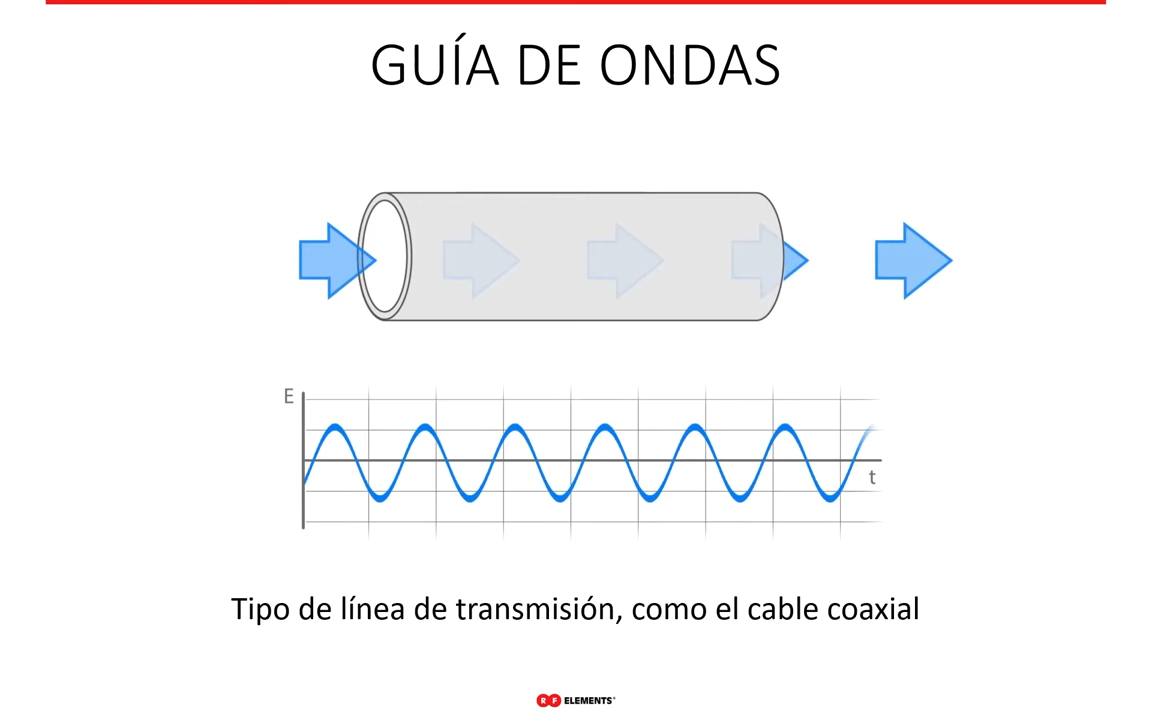 GUÍA DE ONDAS
E
t
Tipo de línea de transmisión, como el cable coaxial
RF ELEMENTS®